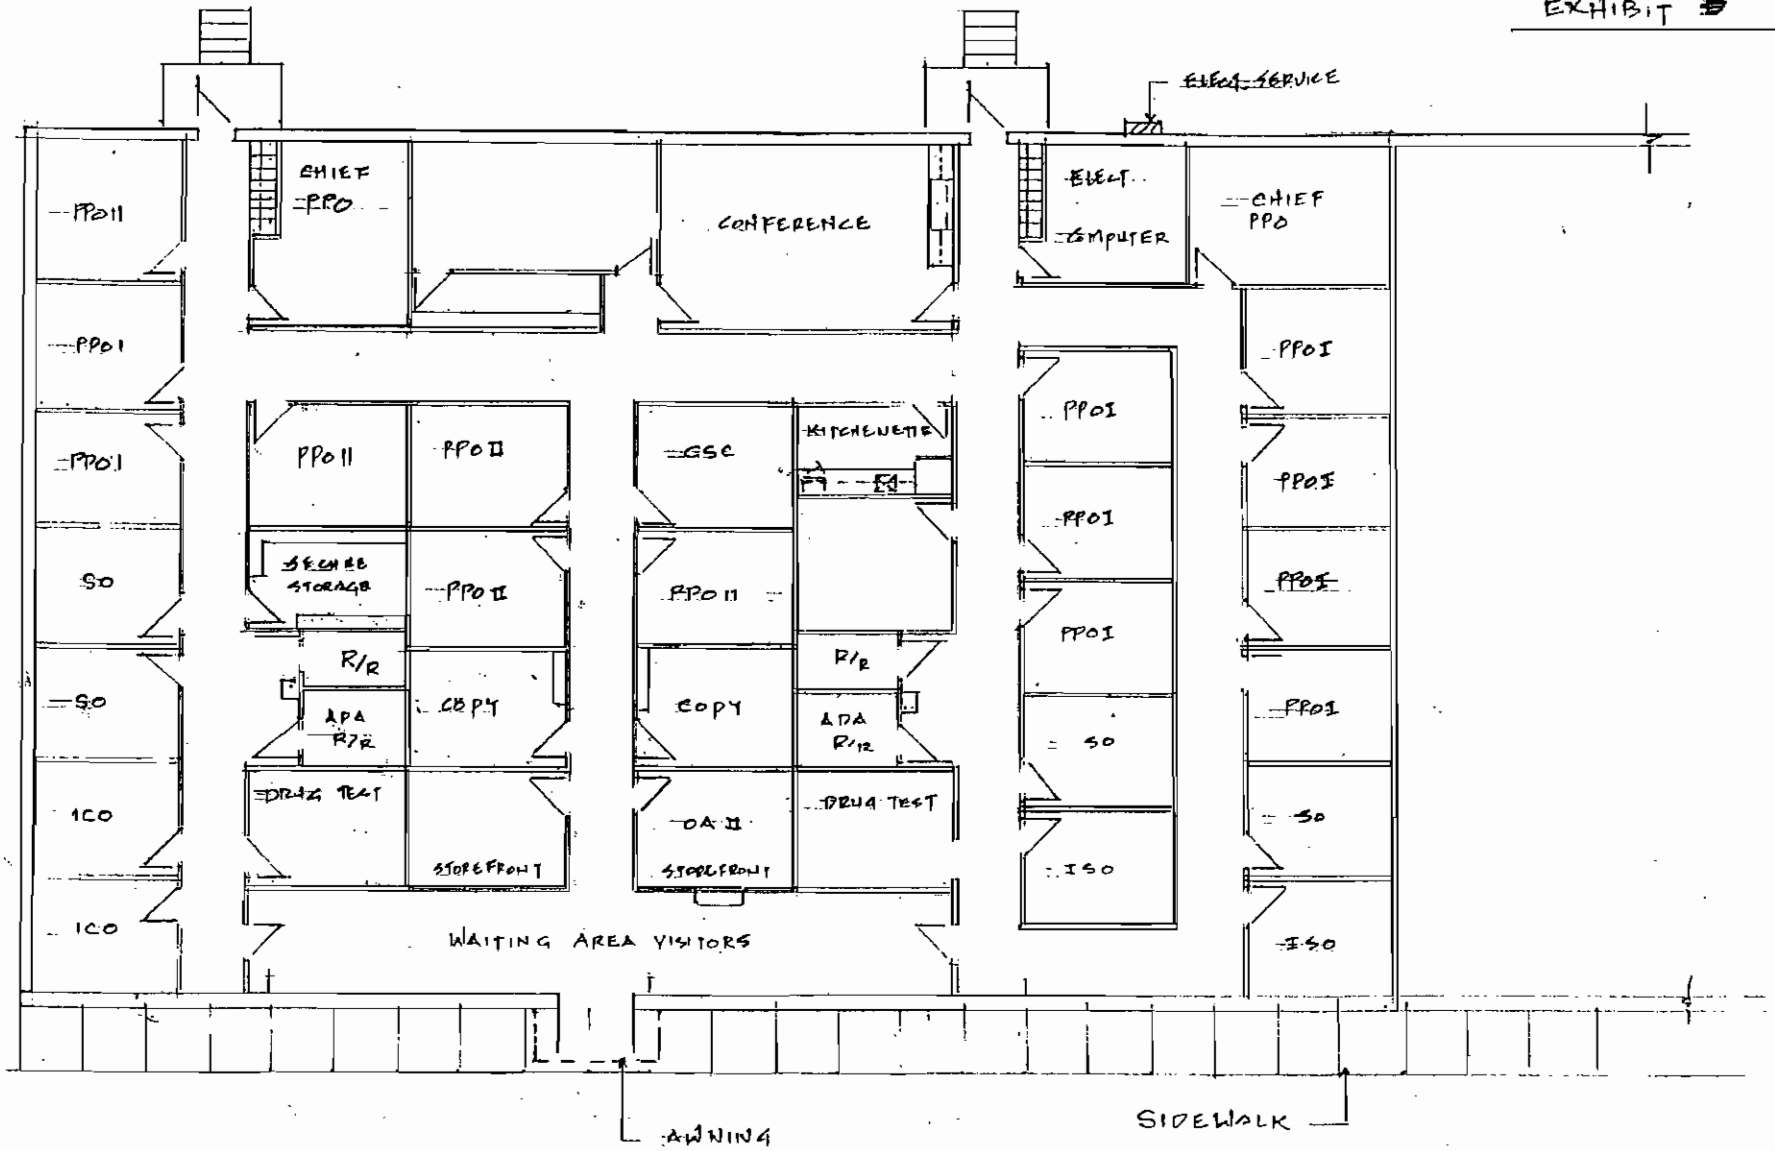 EXHIBIT
ELECT. SERVICE
CHIEF
PPO
PPO II
CONFERENCE
ELECT.
COMPUTER
CHIEF
PPO
PPO I
PPO I
PPO I
PPO I
PPO II
PPO II
GSC
KITCHENETTE
PPO I
PPO I
SO
SECURE
STORAGE
PPO II
PPO II
PPO I
PPO I
PPO I
SO
R/R
COPY
COPY
R/R
ADA
R/R
ADA
R/R
SO
PPO I
ICO
DRUG TEST
STOREFRONT
OA II
STOREFRONT
DRUG TEST
ISO
SO
ICO
WAITING AREA VISITORS
ISO
AWNING
SIDEWALK